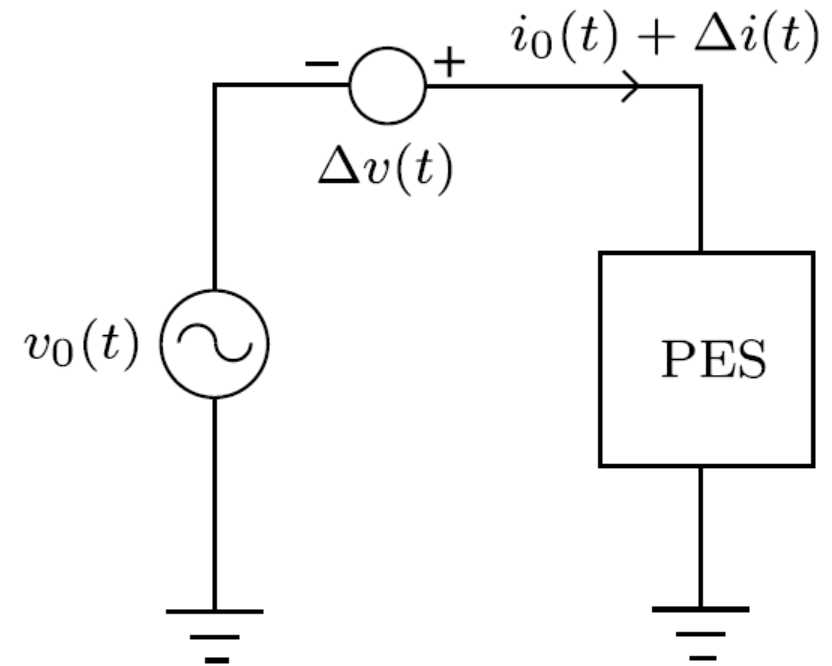 i₀(t) + Δi(t)
− +
Δv(t)
v₀(t)
PES